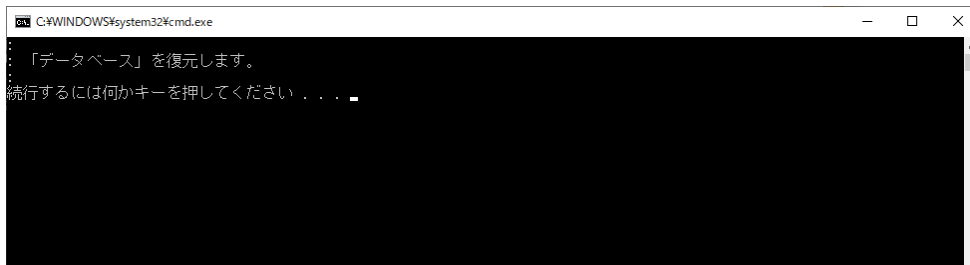 C:¥WINDOWS¥system32¥cmd.exe
:
: 「データベース」を復元します。
:
続行するには何かキーを押してください . . .